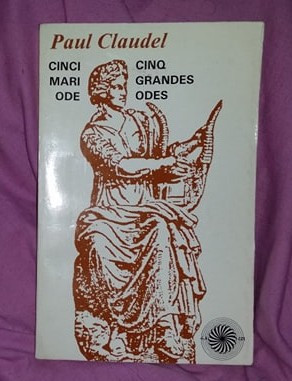 Paul Claudel
CINCI
MARI
ODE
CINQ
GRANDES
ODES